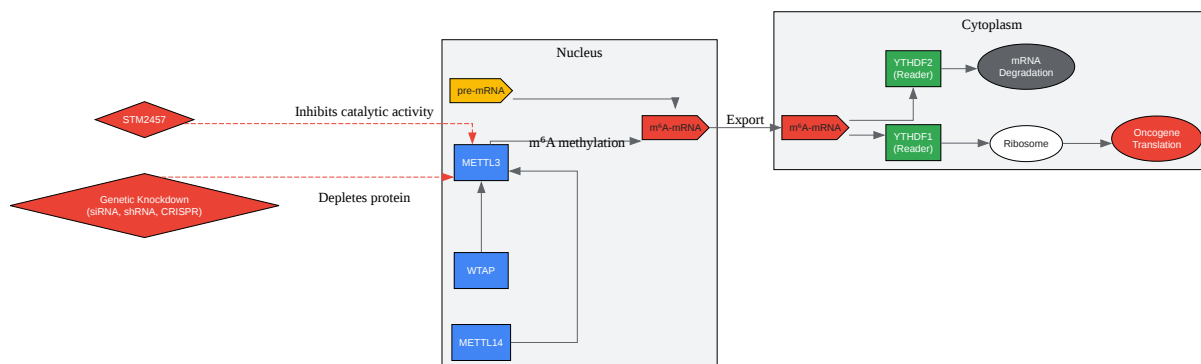 Nucleus
Cytoplasm
pre-mRNA
STM2457
Inhibits catalytic activity
m⁶A-mRNA
Export
m⁶A-mRNA
YTHDF2
(Reader)
mRNA
Degradation
m⁶A methylation
METTL3
YTHDF1
(Reader)
Ribosome
Oncogene
Translation
Genetic Knockdown
(siRNA, shRNA, CRISPR)
Depletes protein
WTAP
METTL14